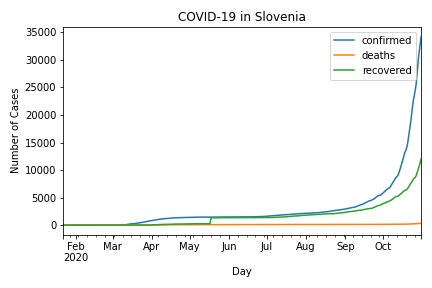 COVID-19 in Slovenia
Number of Cases
35000
30000
25000
20000
15000
10000
5000
0
confirmed
deaths
recovered
Feb Mar Apr May Jun Jul Aug Sep Oct
2020
Day